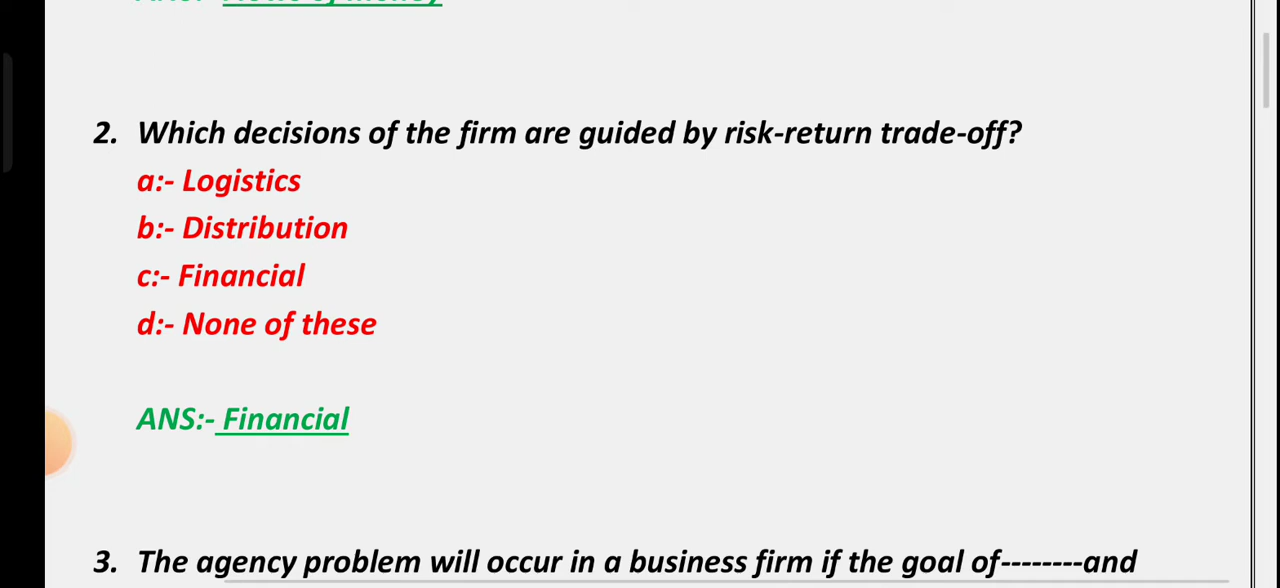 2. Which decisions of the firm are guided by risk-return trade-off?
a:- Logistics
b:- Distribution
c:- Financial
d:- None of these
ANS:- Financial
3. The agency problem will occur in a business firm if the goal of--------and